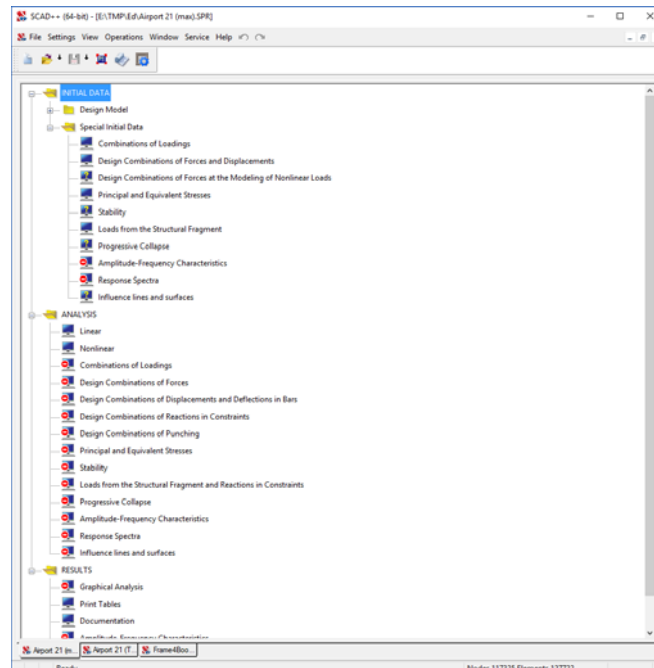 SCAD++ (64-bit) - [E:\TMP\Ed\Airport 21 (max).SPR]
File Settings View Operations Window Service Help
INITIAL DATA
Design Model
Special Initial Data
Combinations of Loadings
Design Combinations of Forces and Displacements
Design Combinations of Forces at the Modeling of Nonlinear Loads
Principal and Equivalent Stresses
Stability
Loads from the Structural Fragment
Progressive Collapse
Amplitude-Frequency Characteristics
Response Spectra
Influence lines and surfaces
ANALYSIS
Linear
Nonlinear
Combinations of Loadings
Design Combinations of Forces
Design Combinations of Displacements and Deflections in Bars
Design Combinations of Reactions in Constraints
Design Combinations of Punching
Principal and Equivalent Stresses
Stability
Loads from the Structural Fragment and Reactions in Constraints
Progressive Collapse
Amplitude-Frequency Characteristics
Response Spectra
Influence lines and surfaces
RESULTS
Graphical Analysis
Print Tables
Documentation
Amplitude-Frequency Characteristics
Airport 21 (m... Airport 21 (T... Frame4Boo...
Ready